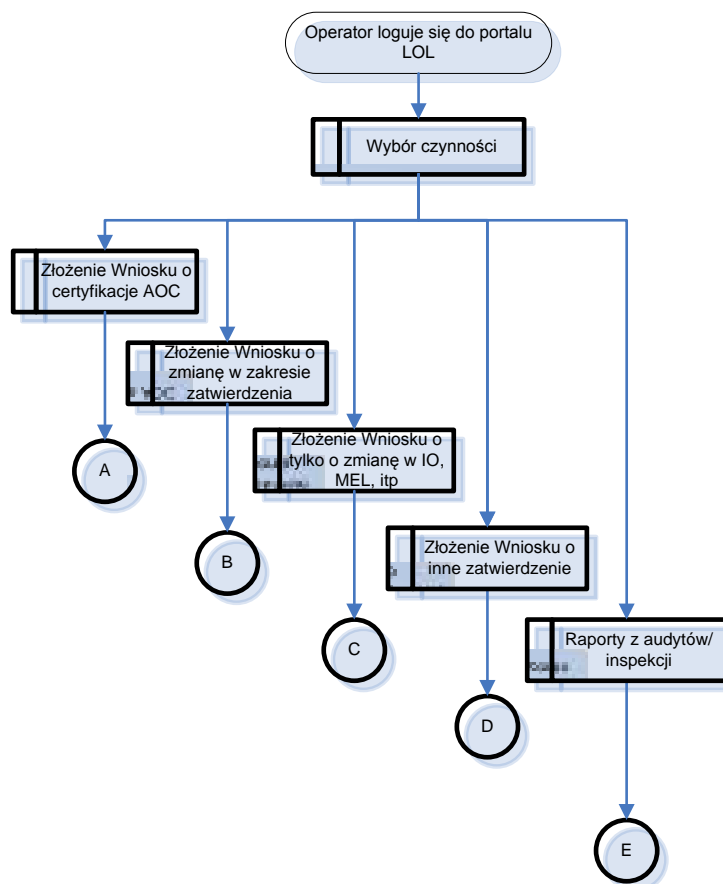 Operator loguje się do portalu
LOL
Wybór czynności
Złożenie Wniosku o
certyfikacje AOC
Złożenie Wniosku o
zmianę w zakresie
zatwierdzenia
A
Złożenie Wniosku o
tylko o zmianę w IO,
MEL, itp
B
Złożenie Wniosku o
inne zatwierdzenie
C
Raporty z audytów/
inspekcji
D
E